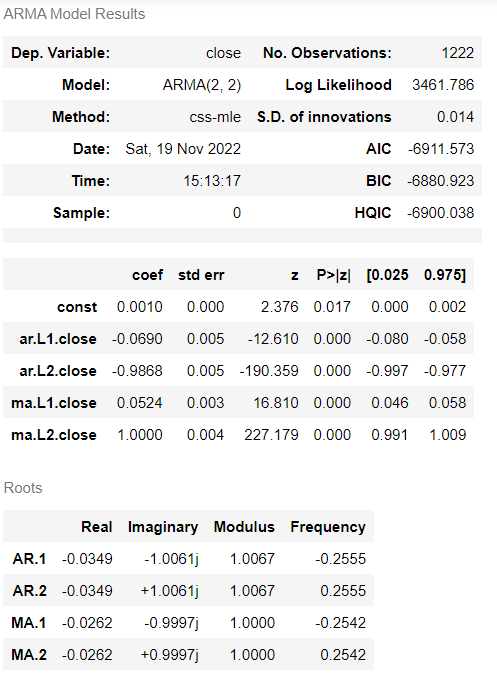 ARMA Model Results
Dep. Variable: close No. Observations: 1222
Model: ARMA(2, 2) Log Likelihood 3461.786
Method: css-mle S.D. of innovations 0.014
Date: Sat, 19 Nov 2022 AIC -6911.573
Time: 15:13:17 BIC -6880.923
Sample: 0 HQIC -6900.038
coef std err z P>|z| [0.025 0.975]
const 0.0010 0.000 2.376 0.017 0.000 0.002
ar.L1.close -0.0690 0.005 -12.610 0.000 -0.080 -0.058
ar.L2.close -0.9868 0.005 -190.359 0.000 -0.997 -0.977
ma.L1.close 0.0524 0.003 16.810 0.000 0.046 0.058
ma.L2.close 1.0000 0.004 227.179 0.000 0.991 1.009
Roots
Real Imaginary Modulus Frequency
AR.1 -0.0349 -1.0061j 1.0067 -0.2555
AR.2 -0.0349 +1.0061j 1.0067 0.2555
MA.1 -0.0262 -0.9997j 1.0000 -0.2542
MA.2 -0.0262 +0.9997j 1.0000 0.2542